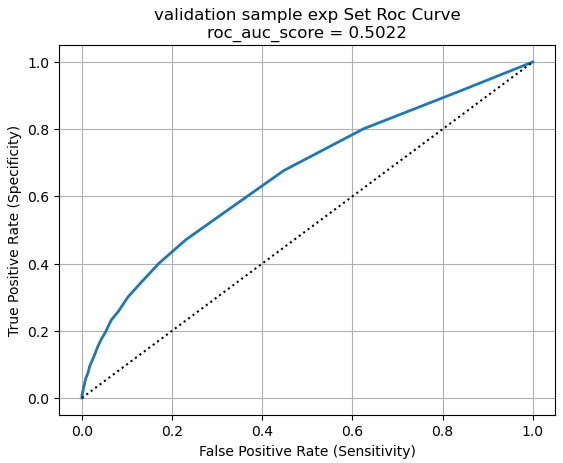 validation sample exp Set Roc Curve
roc_auc_score = 0.5022
1.0
0.8
0.6
0.4
0.2
0.0
True Positive Rate (Specificity)
0.0 0.2 0.4 0.6 0.8 1.0
False Positive Rate (Sensitivity)